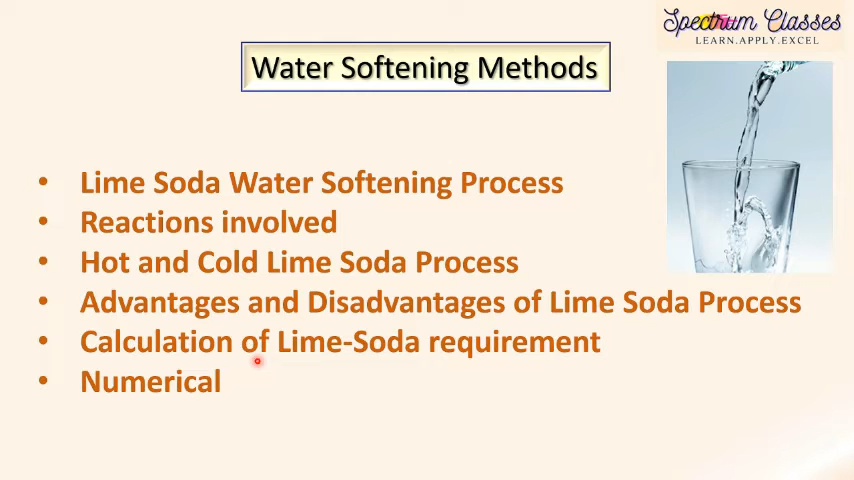 Spectrum Classes
LEARN.APPLY.EXCEL
Water Softening Methods
• Lime Soda Water Softening Process
• Reactions involved
• Hot and Cold Lime Soda Process
• Advantages and Disadvantages of Lime Soda Process
• Calculation of Lime-Soda requirement
• Numerical